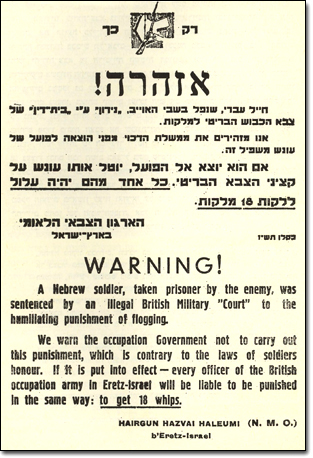 רק כך
אזהרה!
חייל עברי, שנפל בשבי האוייב, „נידון״ ע״י „בית־דין״ של
צבא הכבוש הבריטי למלקות.
אנו מזהירים את ממשלת הדכוי מפני הוצאה לפועל של
עונש משפיל זה.
אם הוא יוצא אל הפועל, יוטל אותו עונש על
קציני הצבא הבריטי. כל אחד מהם יהיה עלול
ללקות 18 מלקות.
הארגון הצבאי הלאומי
בארץ־ישראל
כסלו תש״ז
WARNING!
A Hebrew soldier, taken prisoner by the enemy, was
sentenced by an illegal British Military "Court" to the
humiliating punishment of flogging.
We warn the occupation Government not to carry out
this punishment, which is contrary to the laws of soldiers
honour. If it is put into effect — every officer of the British
occupation army in Eretz-Israel will be liable to be punished
in the same way: to get 18 whips.
HAIRGUN HAZVAI HALEUMI (N. M. O.)
b'Eretz-Israel